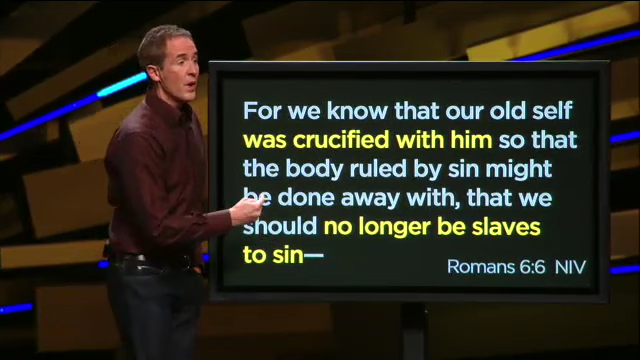 For we know that our old self
was crucified with him so that
the body ruled by sin might
be done away with, that we
should no longer be slaves
to sin—
Romans 6:6 NIV